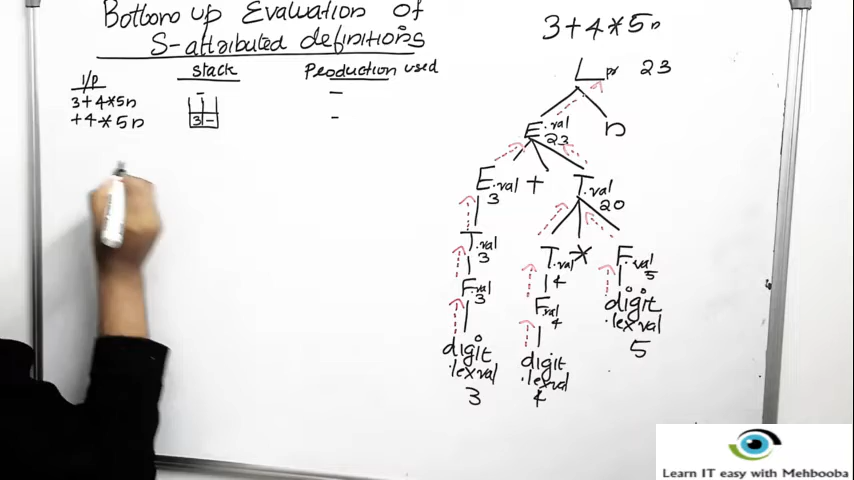 Bottom up Evaluation of
S-attributed definitions
i/p stack Production used
3+4*5n - -
+4*5n 3 - -
3+4*5n
L pr 23
E.val 23 n
E.val 3 + T.val 20
T.val 3 T.val 4 * F.val 5
F.val 3 F.val 4 digit .lexval 5
digit .lexval 3 digit .lexval 4
Learn IT easy with Mehbooba